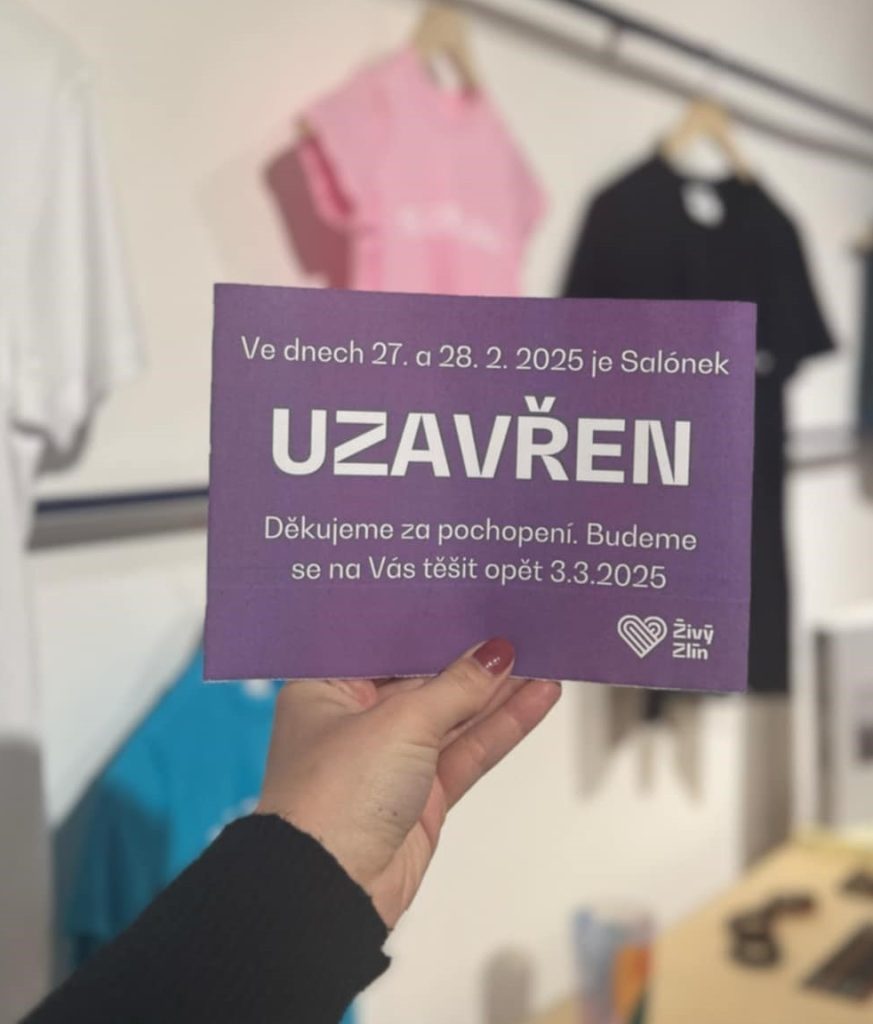 Ve dnech 27. a 28. 2. 2025 je Salónek
UZAVŘEN
Děkujeme za pochopení. Budeme
se na Vás těšit opět 3.3.2025
Živý
Zlín